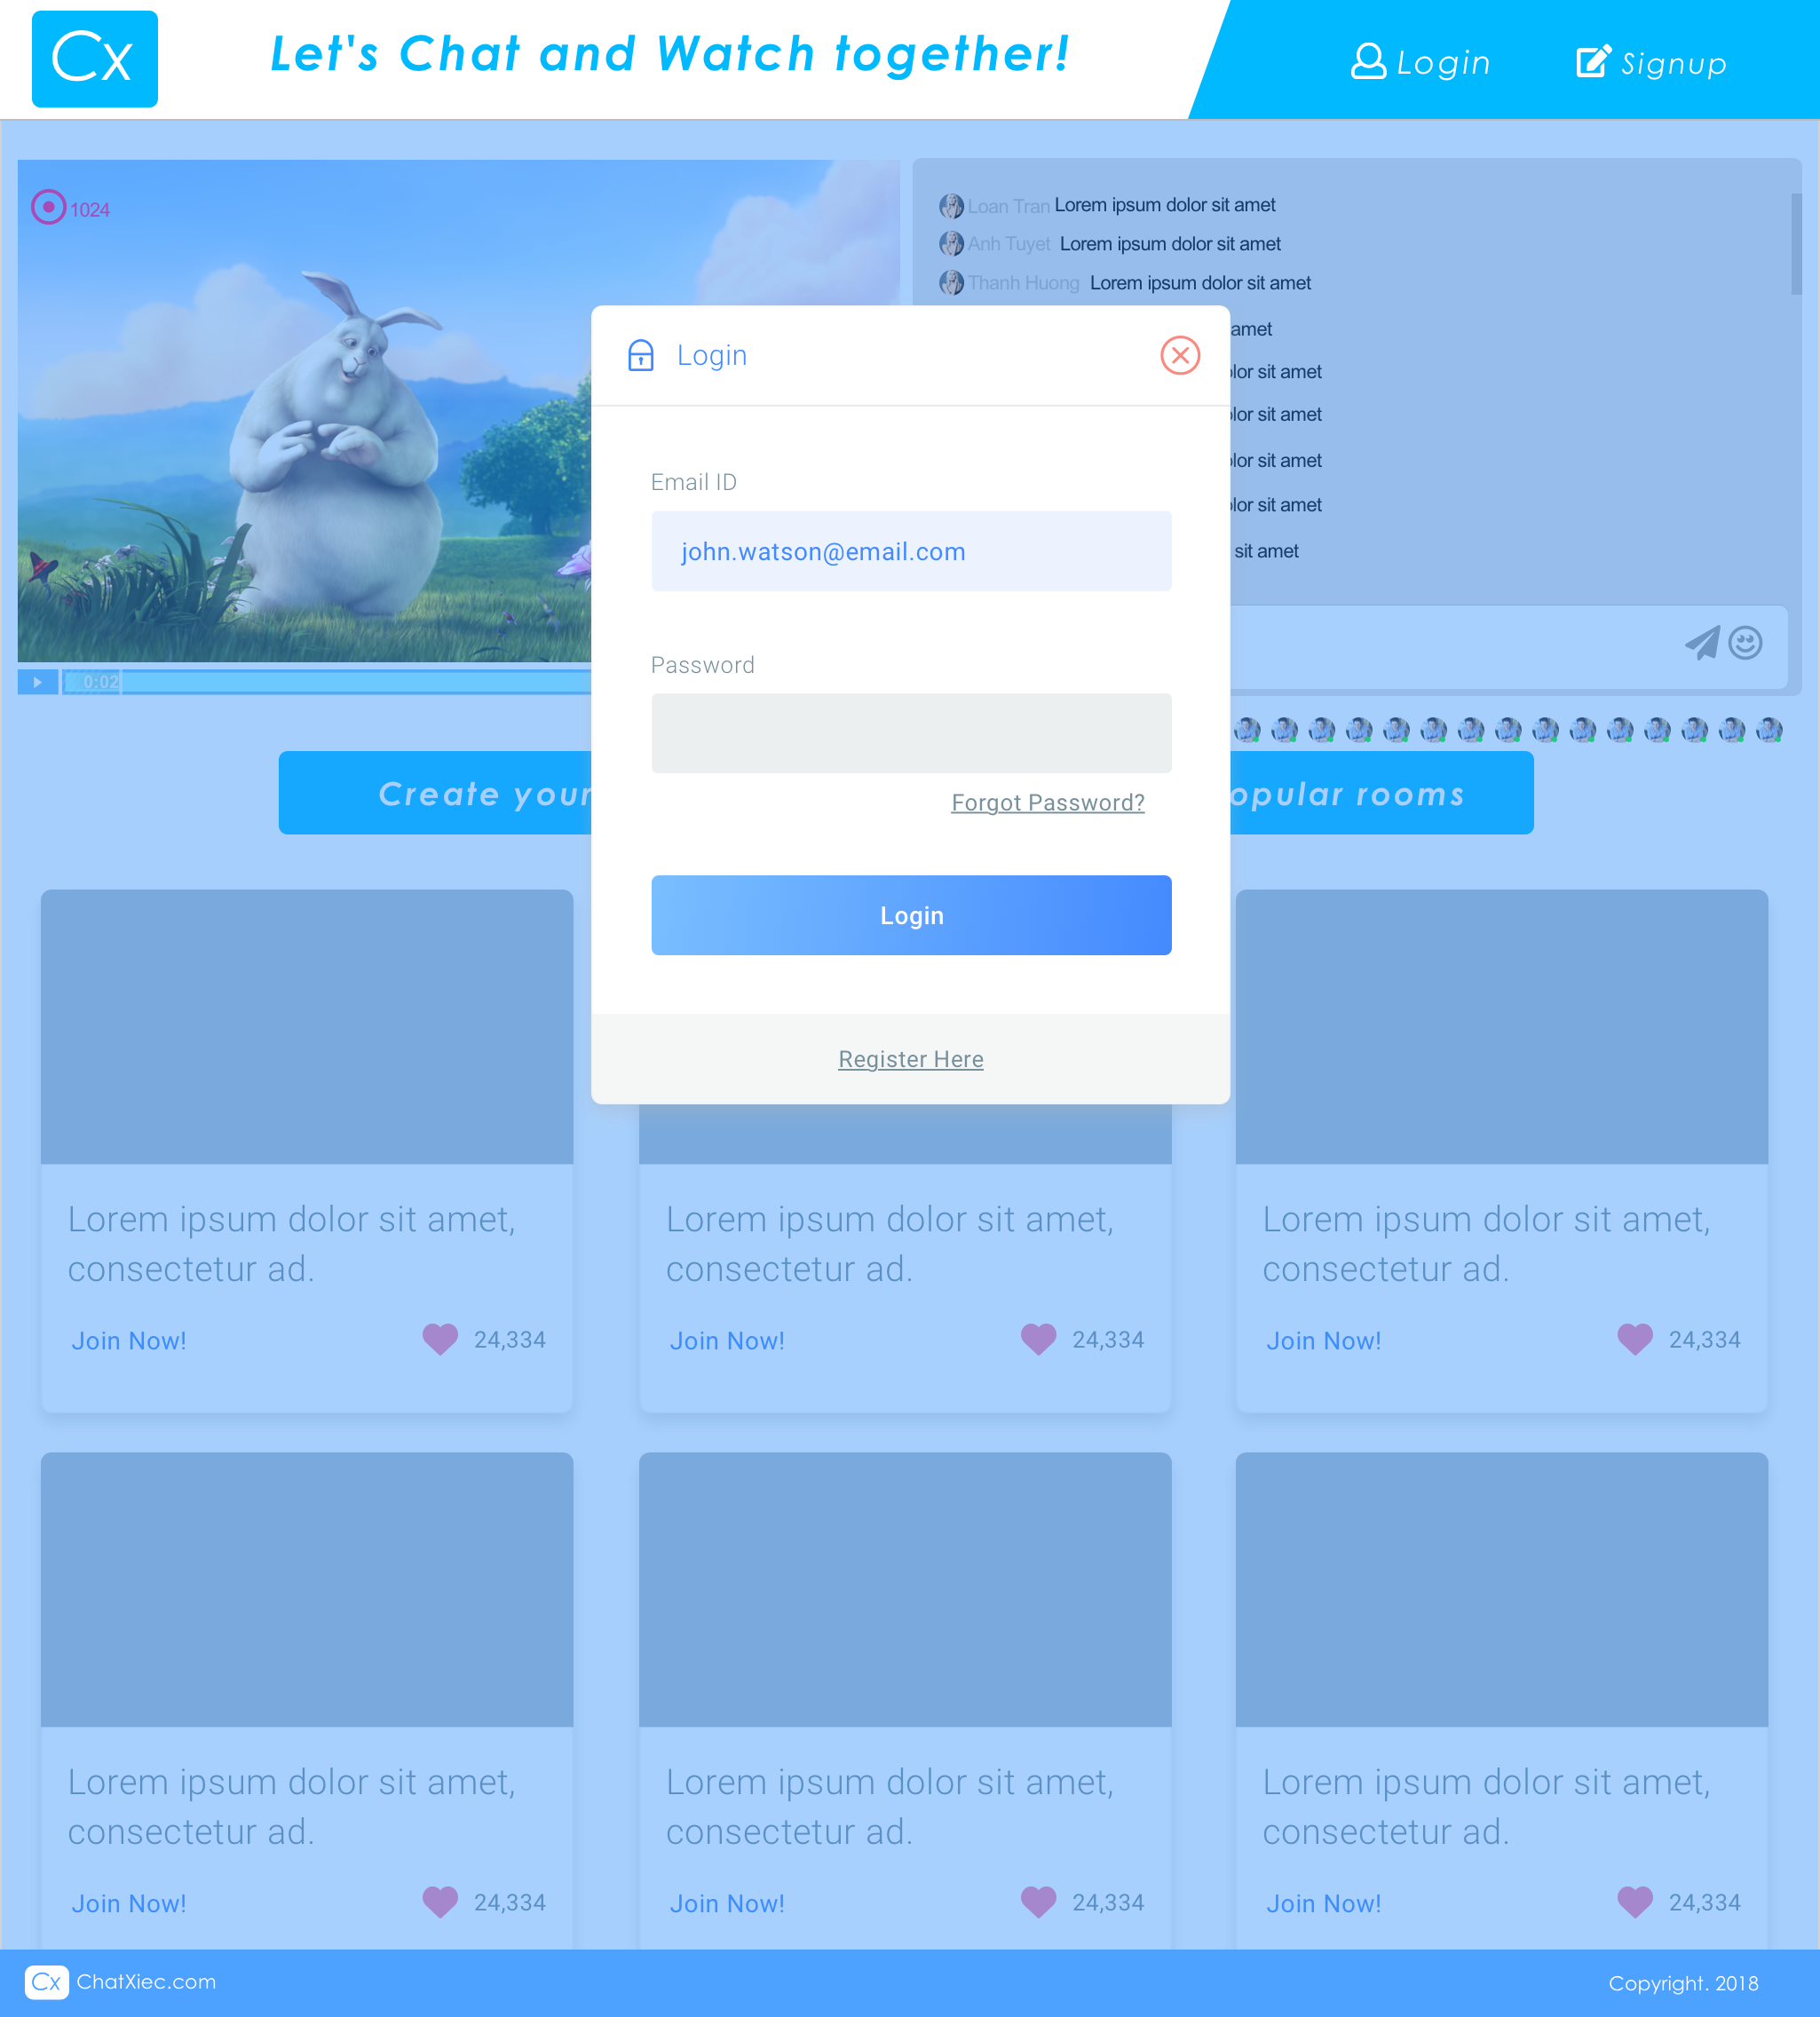 Cx
Let's Chat and Watch together!
Login
Signup
1024
Loan Tran Lorem ipsum dolor sit amet
Anh Tuyet Lorem ipsum dolor sit amet
Thanh Huong Lorem ipsum dolor sit amet
amet
sit amet
sit amet
sit amet
sit amet
sit amet
0:02
Login
Email ID
john.watson@email.com
Password
Forgot Password?
Login
Register Here
Create your
rooms
Lorem ipsum dolor sit amet,
consectetur ad.
Join Now!
24,334
Lorem ipsum dolor sit amet,
consectetur ad.
Join Now!
24,334
Lorem ipsum dolor sit amet,
consectetur ad.
Join Now!
24,334
Lorem ipsum dolor sit amet,
consectetur ad.
Join Now!
24,334
Lorem ipsum dolor sit amet,
consectetur ad.
Join Now!
24,334
Lorem ipsum dolor sit amet,
consectetur ad.
Join Now!
24,334
Cx ChatXiec.com
Copyright. 2018